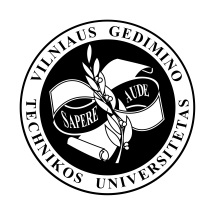 VILNIAUS GEDIMINO
TECHNIKOS UNIVERSITETAS
SAPERE
AUDE